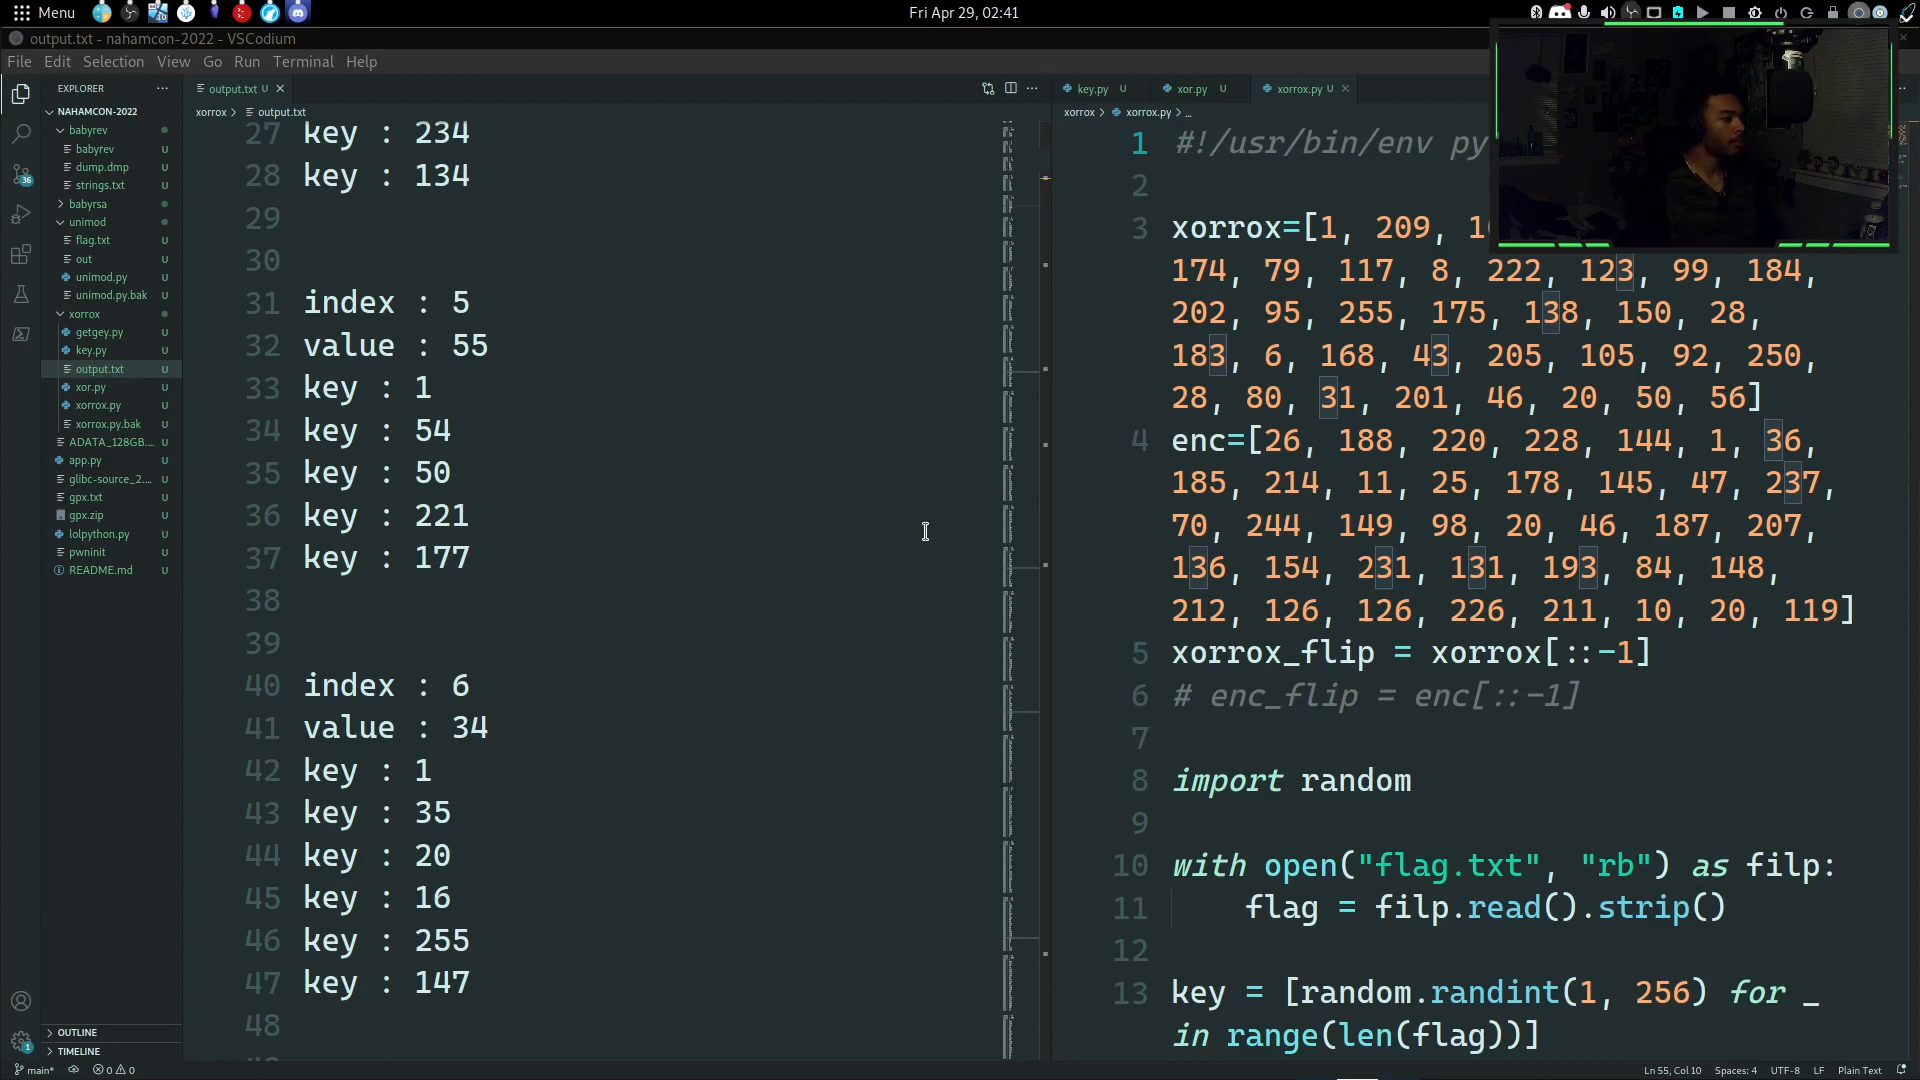 Menu
Fri Apr 29, 02:41
output.txt - nahamcon-2022 - VSCodium
File Edit Selection View Go Run Terminal Help
EXPLORER
NAHAMCON-2022
babyrev
babyrev U
dump.dmp U
strings.txt U
babyrsa
unimod
flag.txt U
out U
unimod.py U
unimod.py.bak U
xorrox
getgey.py U
key.py U
output.txt U
xor.py U
xorrox.py U
xorrox.py.bak U
ADATA_128GB.... U
app.py U
glibc-source_2.... U
gpx.txt U
gpx.zip U
lolpython.py U
pwninit U
README.md U
OUTLINE
TIMELINE
36
1
output.txt U
xorrox > output.txt
27 key : 234
28 key : 134
29
30
31 index : 5
32 value : 55
33 key : 1
34 key : 54
35 key : 50
36 key : 221
37 key : 177
38
39
40 index : 6
41 value : 34
42 key : 1
43 key : 35
44 key : 20
45 key : 16
46 key : 255
47 key : 147
48
key.py U xor.py U xorrox.py U
xorrox > xorrox.py > ...
1 #!/usr/bin/env py
2
3 xorrox=[1, 209,
174, 79, 117, 8, 222, 123, 99, 184,
202, 95, 255, 175, 138, 150, 28,
183, 6, 168, 43, 205, 105, 92, 250,
28, 80, 31, 201, 46, 20, 50, 56]
4 enc=[26, 188, 220, 228, 144, 1, 36,
185, 214, 11, 25, 178, 145, 47, 237,
70, 244, 149, 98, 20, 46, 187, 207,
136, 154, 231, 131, 193, 84, 148,
212, 126, 126, 226, 211, 10, 20, 119]
5 xorrox_flip = xorrox[::-1]
6 # enc_flip = enc[::-1]
7
8 import random
9
10 with open("flag.txt", "rb") as filp:
11 flag = filp.read().strip()
12
13 key = [random.randint(1, 256) for _
in range(len(flag))]
main* 0 0
Ln 55, Col 10 Spaces: 4 UTF-8 LF Plain Text